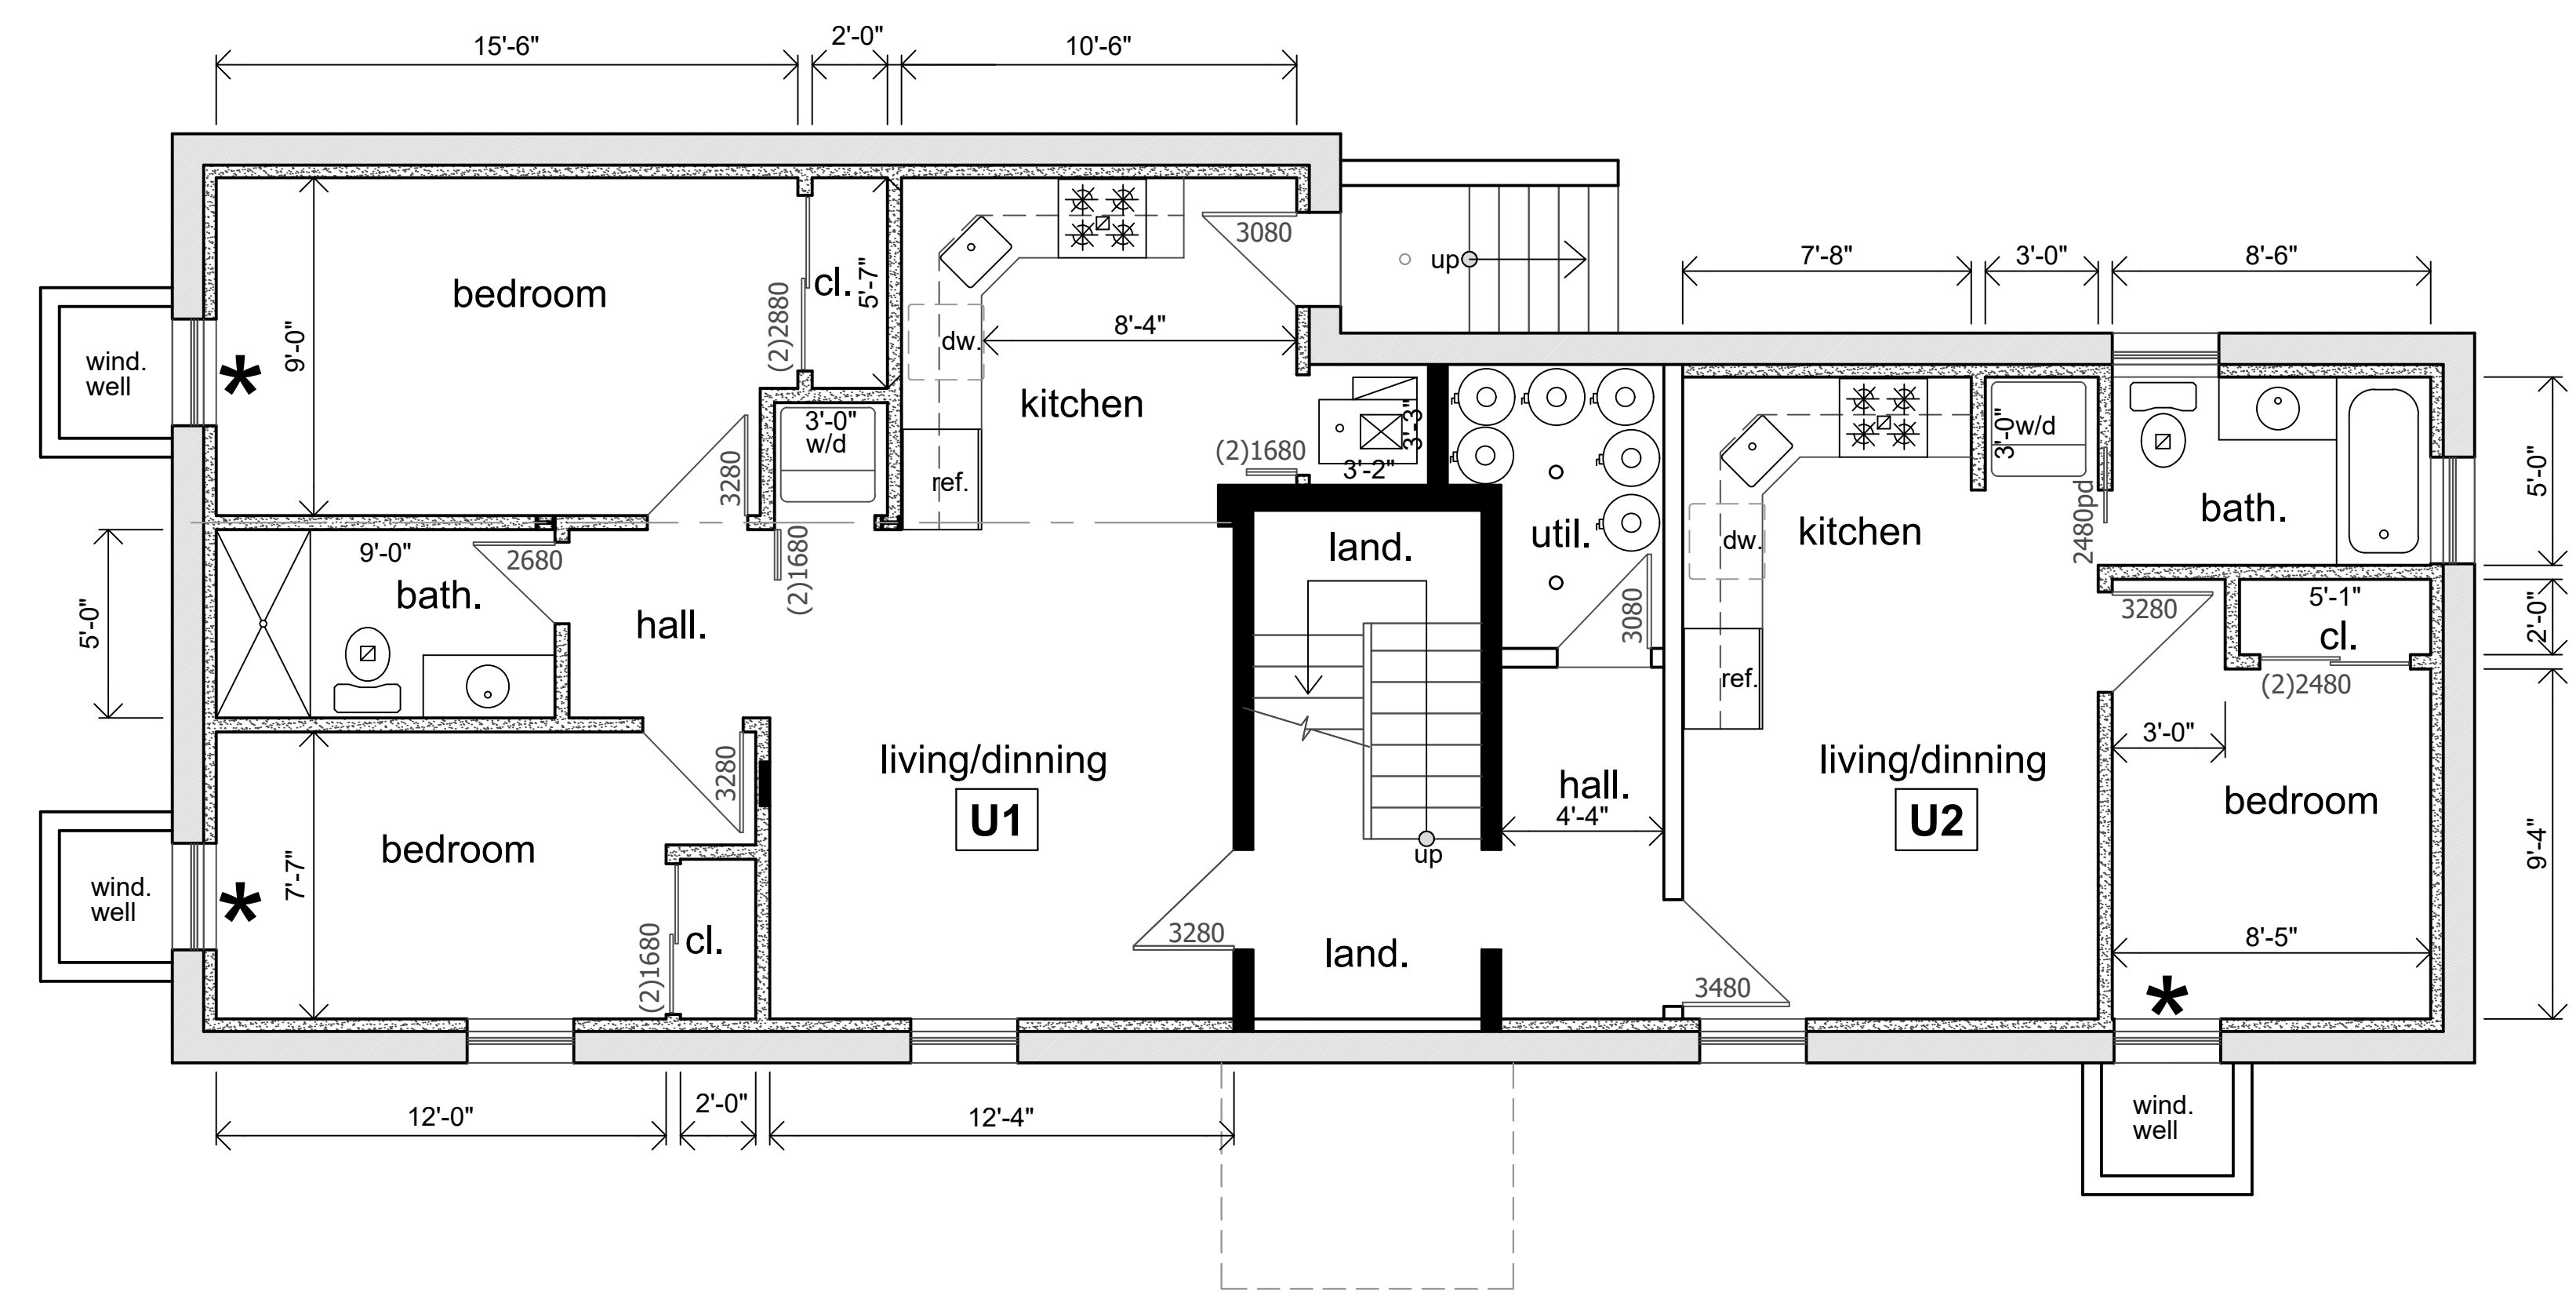 15'-6"
2'-0"
10'-6"
bedroom
9'-0"
wind.
well
*
(2)2880
cl.
5'-7"
3080
up
dw.
8'-4"
kitchen
3'-0"
w/d
3280
ref.
(2)1680
3'-3"
3'-2"
7'-8"
3'-0"
8'-6"
3'-0"
w/d
kitchen
dw.
2480pd
bath.
5'-0"
util.
land.
9'-0"
2680
bath.
5'-0"
hall.
(2)1680
3080
ref.
3280
5'-1"
cl.
2'-0"
(2)2480
3'-0"
3280
7'-7"
bedroom
wind.
well
*
living/dinning
U1
up
hall.
4'-4"
living/dinning
U2
bedroom
9'-4"
(2)1680
cl.
3280
land.
3480
8'-5"
*
12'-0"
2'-0"
12'-4"
wind.
well